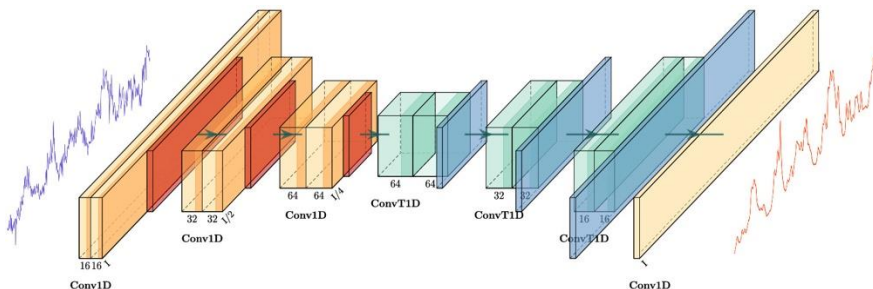 16 16 1
Conv1D
32 32 1/2
Conv1D
64 64 1/4
Conv1D
64 64
ConvT1D
32 32
ConvT1D
16 16
ConvT1D
1
Conv1D